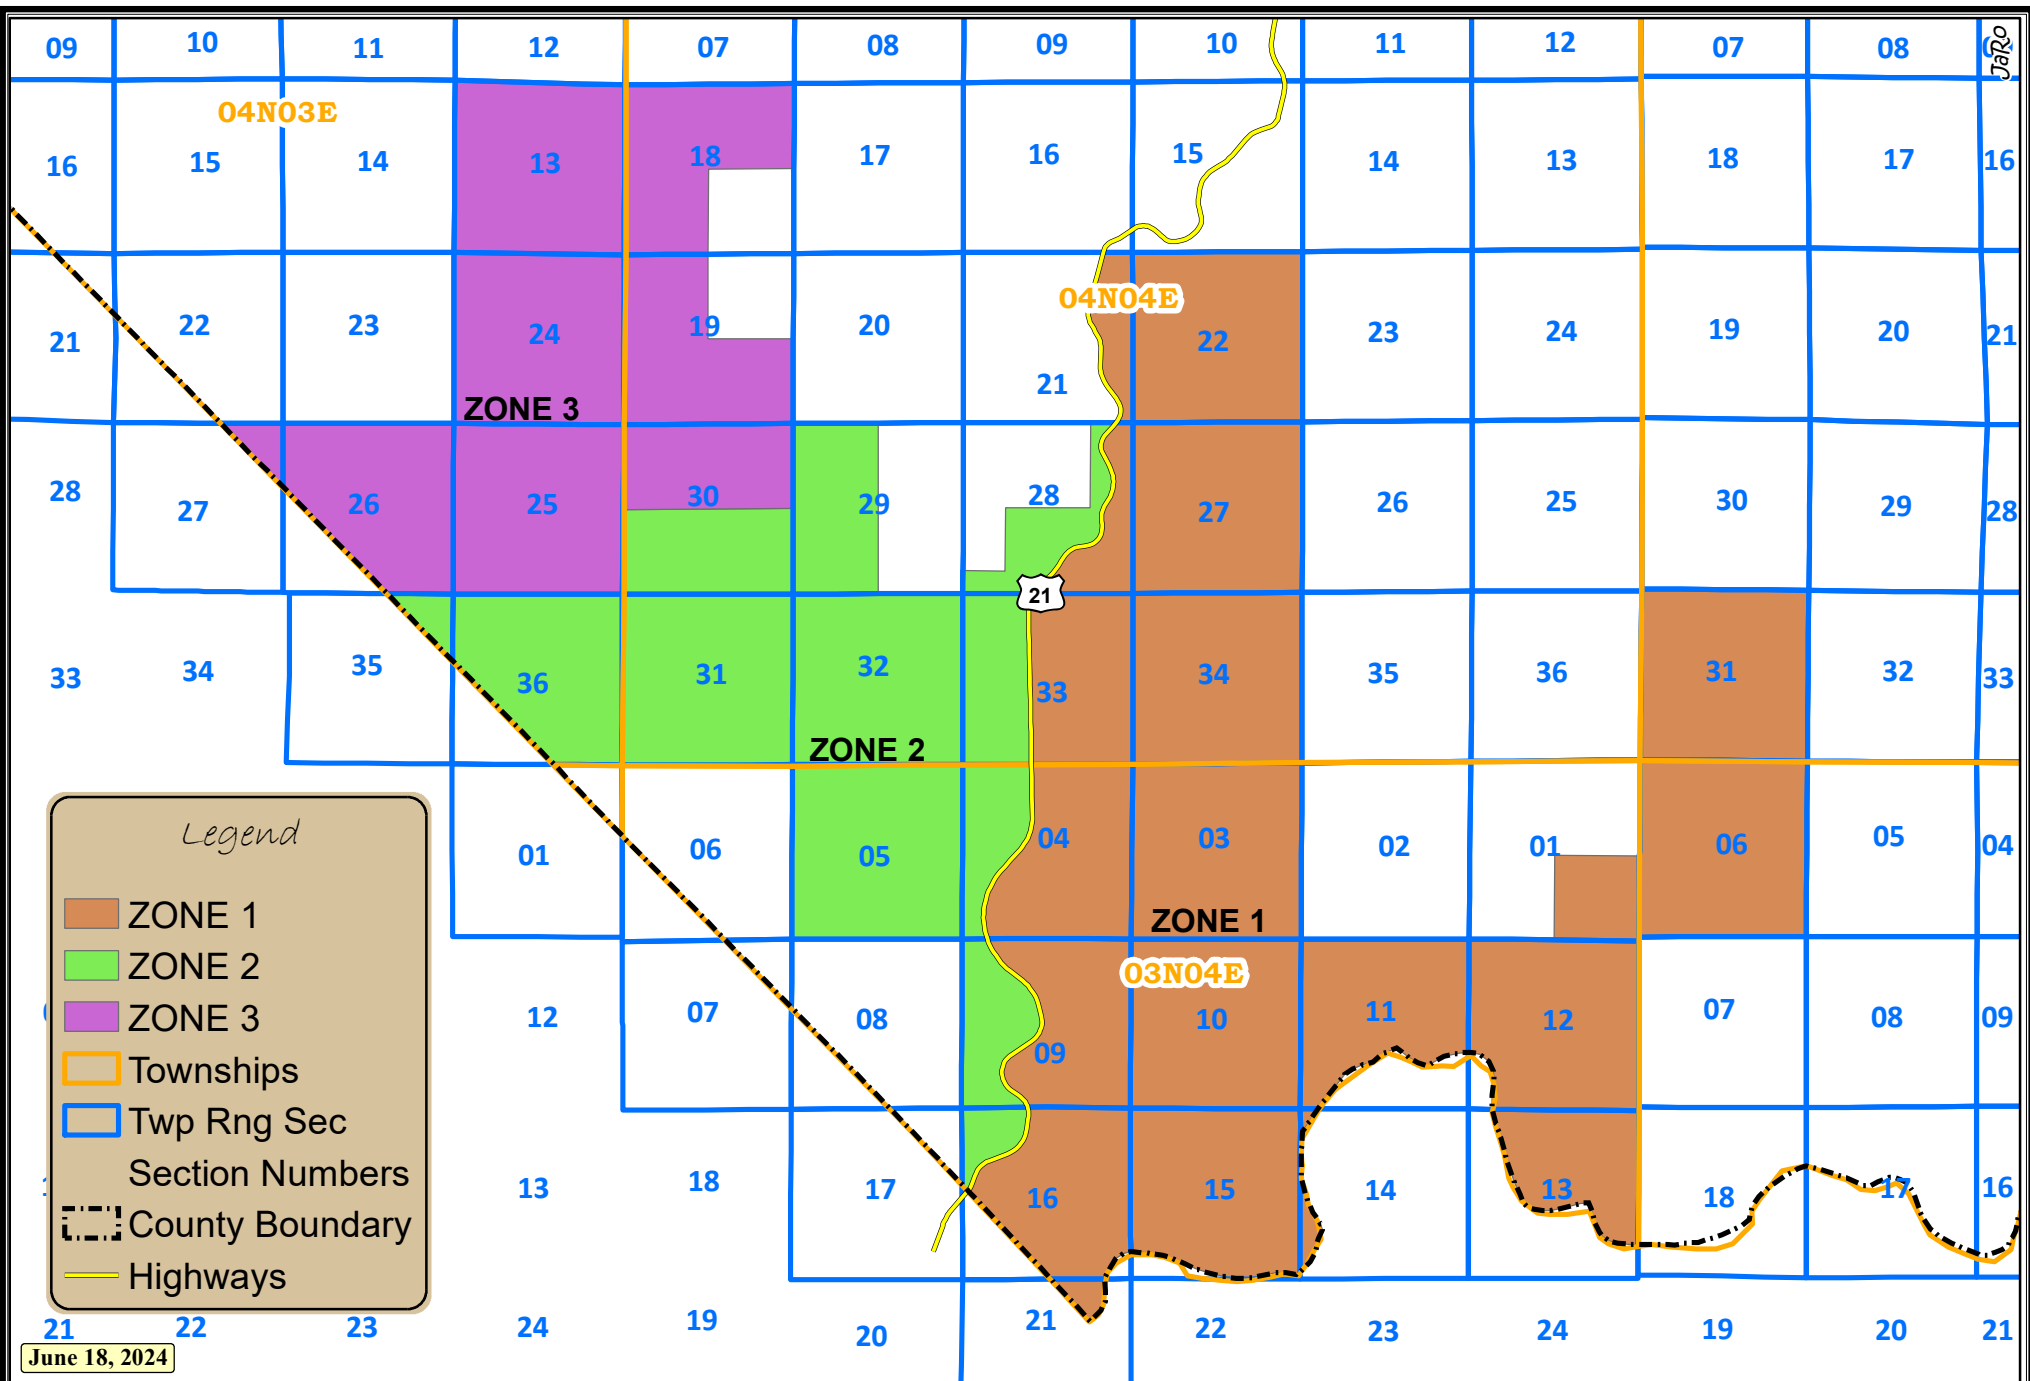 09 10 11 12 07 08 09 10 11 12 07 08
JaRo
04N03E
16 15 14 13 18 17 16 15 14 13 18 17 16
04N04E
21 22 23 24 19 20 21 22 23 24 19 20 21
ZONE 3
28 27 26 25 30 29 28 27 26 25 30 29 28
21
33 34 35 36 31 32 33 34 35 36 31 32 33
ZONE 2
01 06 05 04 03 02 01 06 05 04
ZONE 1
03N04E
12 07 08 09 10 11 12 07 08 09
13 18 17 16 15 14 13 18 17 16
21 22 23 24 19 20 21 22 23 24 19 20 21
Legend
ZONE 1
ZONE 2
ZONE 3
Townships
Twp Rng Sec
Section Numbers
County Boundary
Highways
June 18, 2024